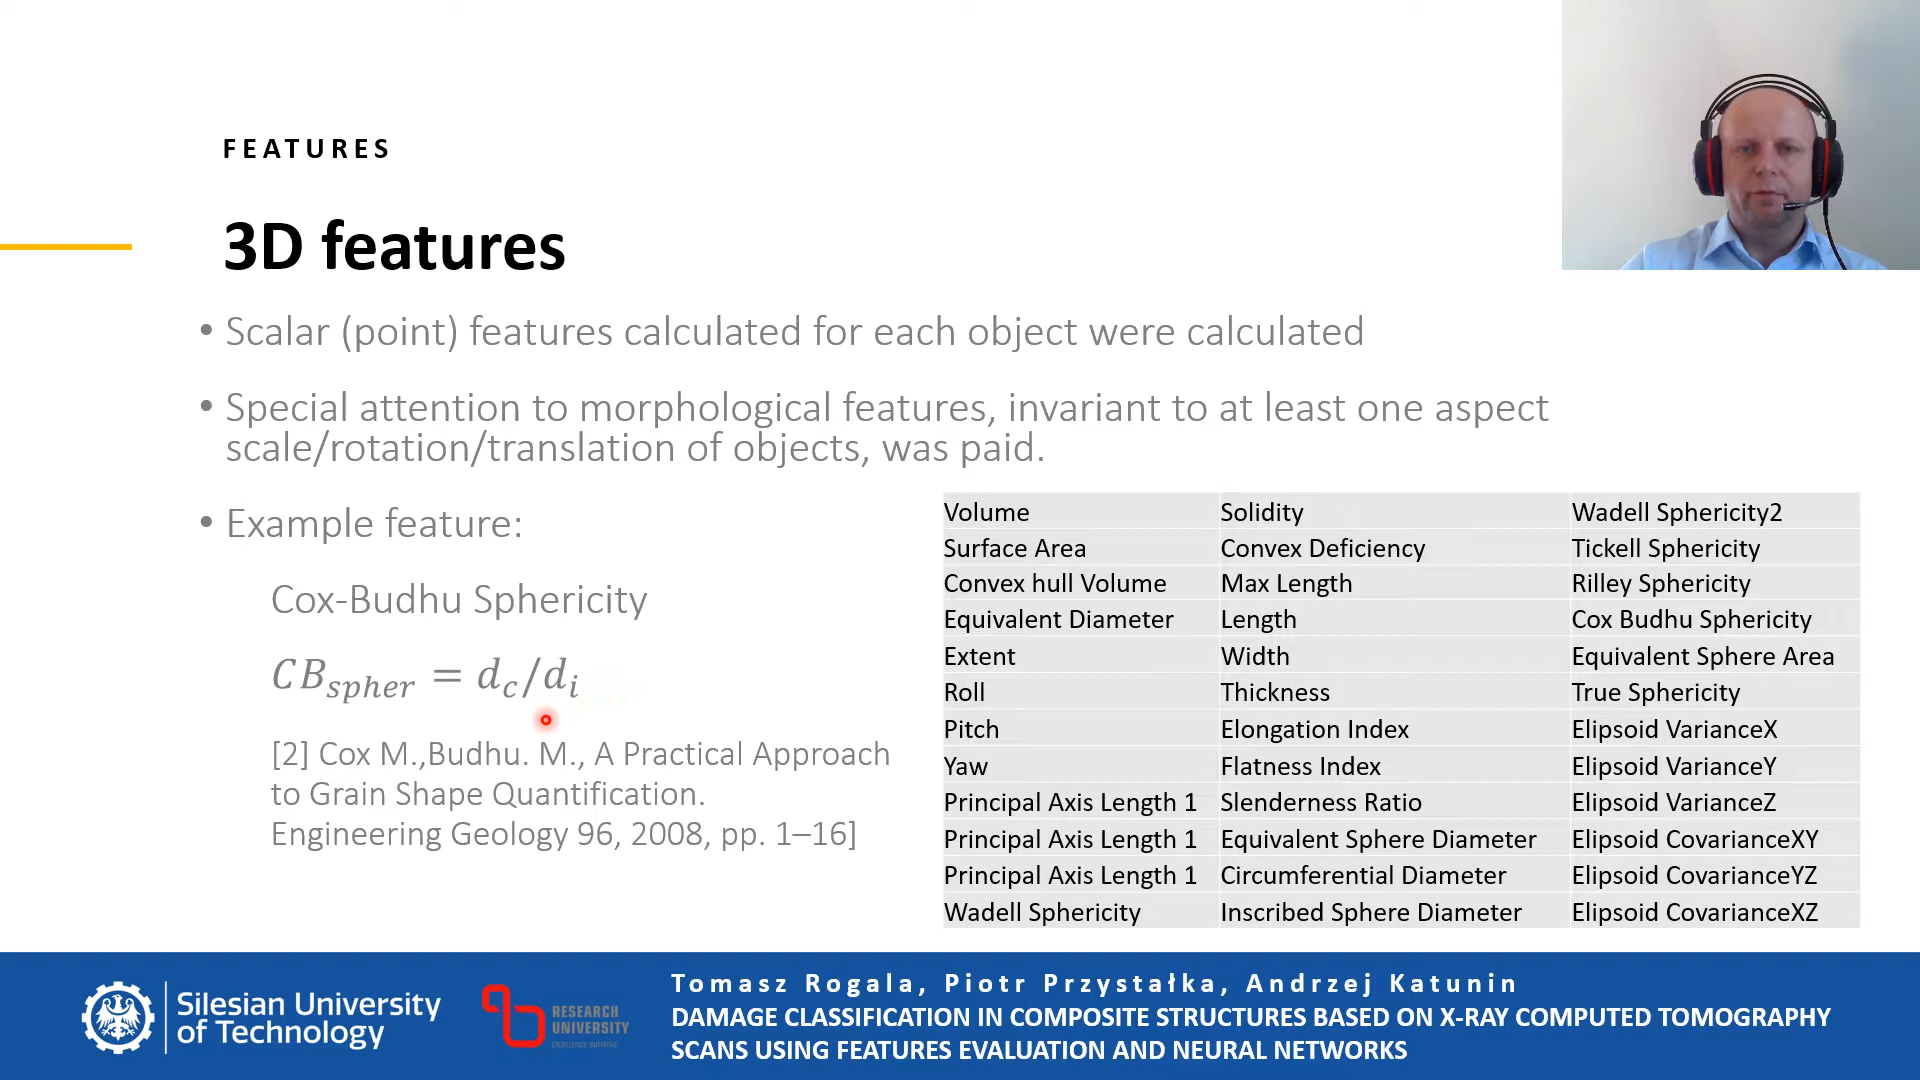 FEATURES
3D features
• Scalar (point) features calculated for each object were calculated
• Special attention to morphological features, invariant to at least one aspect
scale/rotation/translation of objects, was paid.
• Example feature:
Cox-Budhu Sphericity
CB_spher = d_c/d_i
[2] Cox M.,Budhu. M., A Practical Approach
to Grain Shape Quantification.
Engineering Geology 96, 2008, pp. 1–16]
Volume Solidity Wadell Sphericity2
Surface Area Convex Deficiency Tickell Sphericity
Convex hull Volume Max Length Rilley Sphericity
Equivalent Diameter Length Cox Budhu Sphericity
Extent Width Equivalent Sphere Area
Roll Thickness True Sphericity
Pitch Elongation Index Elipsoid VarianceX
Yaw Flatness Index Elipsoid VarianceY
Principal Axis Length 1 Slenderness Ratio Elipsoid VarianceZ
Principal Axis Length 1 Equivalent Sphere Diameter Elipsoid CovarianceXY
Principal Axis Length 1 Circumferential Diameter Elipsoid CovarianceYZ
Wadell Sphericity Inscribed Sphere Diameter Elipsoid CovarianceXZ
Silesian University
of Technology
RESEARCH
UNIVERSITY
EXCELLENCE INITIATIVE
Tomasz Rogala, Piotr Przystałka, Andrzej Katunin
DAMAGE CLASSIFICATION IN COMPOSITE STRUCTURES BASED ON X-RAY COMPUTED TOMOGRAPHY
SCANS USING FEATURES EVALUATION AND NEURAL NETWORKS